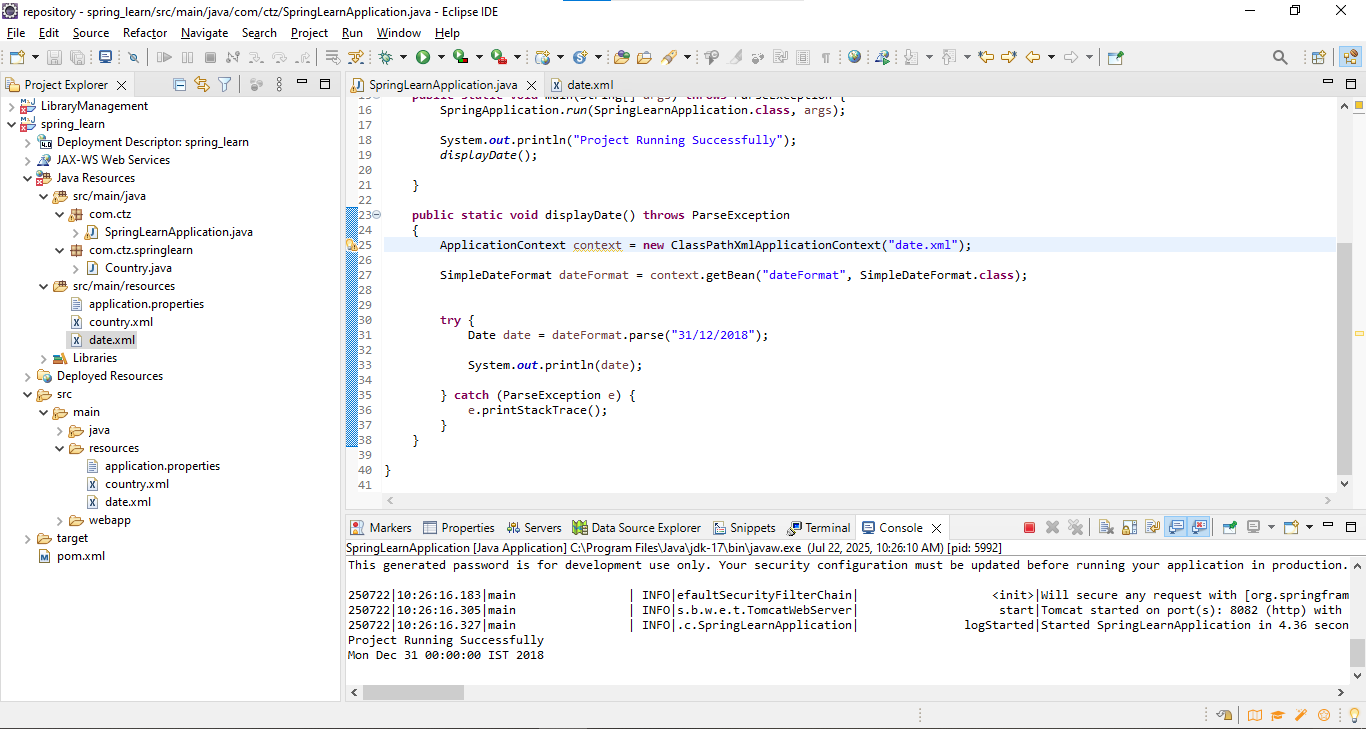 repository - spring_learn/src/main/java/com/ctz/SpringLearnApplication.java - Eclipse IDE
File Edit Source Refactor Navigate Search Project Run Window Help
Project Explorer
LibraryManagement
spring_learn
Deployment Descriptor: spring_learn
JAX-WS Web Services
Java Resources
src/main/java
com.ctz
SpringLearnApplication.java
com.ctz.springlearn
Country.java
src/main/resources
application.properties
country.xml
date.xml
Libraries
Deployed Resources
src
main
java
resources
application.properties
country.xml
date.xml
webapp
target
pom.xml
SpringLearnApplication.java date.xml
15 public static void main(String[] args) throws ParseException {
16 SpringApplication.run(SpringLearnApplication.class, args);
17
18 System.out.println("Project Running Successfully");
19 displayDate();
20
21 }
22
23 public static void displayDate() throws ParseException
24 {
25 ApplicationContext context = new ClassPathXmlApplicationContext("date.xml");
26
27 SimpleDateFormat dateFormat = context.getBean("dateFormat", SimpleDateFormat.class);
28
29
30 try {
31 Date date = dateFormat.parse("31/12/2018");
32
33 System.out.println(date);
34
35 } catch (ParseException e) {
36 e.printStackTrace();
37 }
38 }
39
40 }
41
Markers Properties Servers Data Source Explorer Snippets Terminal Console
SpringLearnApplication [Java Application] C:\Program Files\Java\jdk-17\bin\javaw.exe (Jul 22, 2025, 10:26:10 AM) [pid: 5992]
This generated password is for development use only. Your security configuration must be updated before running your application in production.
250722|10:26:16.183|main | INFO|efaultSecurityFilterChain| <init>|Will secure any request with [org.springfram
250722|10:26:16.305|main | INFO|s.b.w.e.t.TomcatWebServer| start|Tomcat started on port(s): 8082 (http) with
250722|10:26:16.327|main | INFO|.c.SpringLearnApplication| logStarted|Started SpringLearnApplication in 4.36 secon
Project Running Successfully
Mon Dec 31 00:00:00 IST 2018